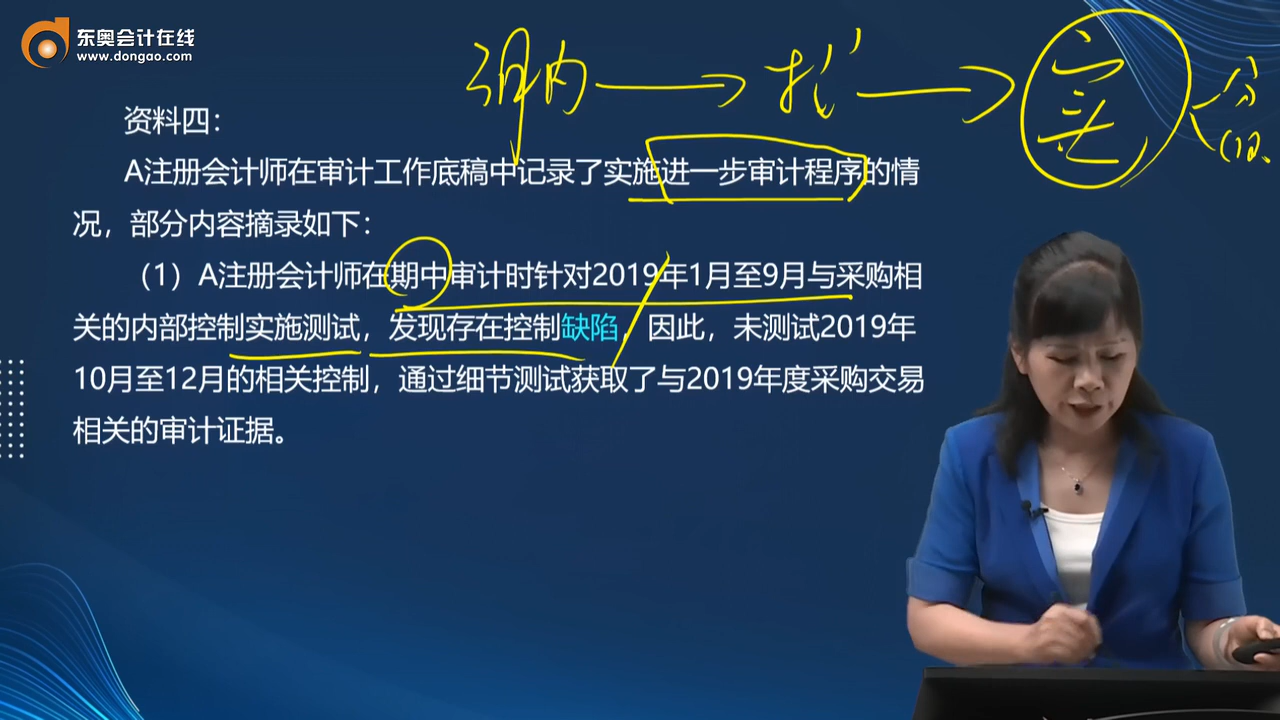 东奥会计在线
www.dongao.com
调内 → 控' → 实
分
细
资料四：
A注册会计师在审计工作底稿中记录了实施进一步审计程序的情
况，部分内容摘录如下：
（1）A注册会计师在期中审计时针对2019年1月至9月与采购相
关的内部控制实施测试，发现存在控制缺陷，因此，未测试2019年
10月至12月的相关控制，通过细节测试获取了与2019年度采购交易
相关的审计证据。